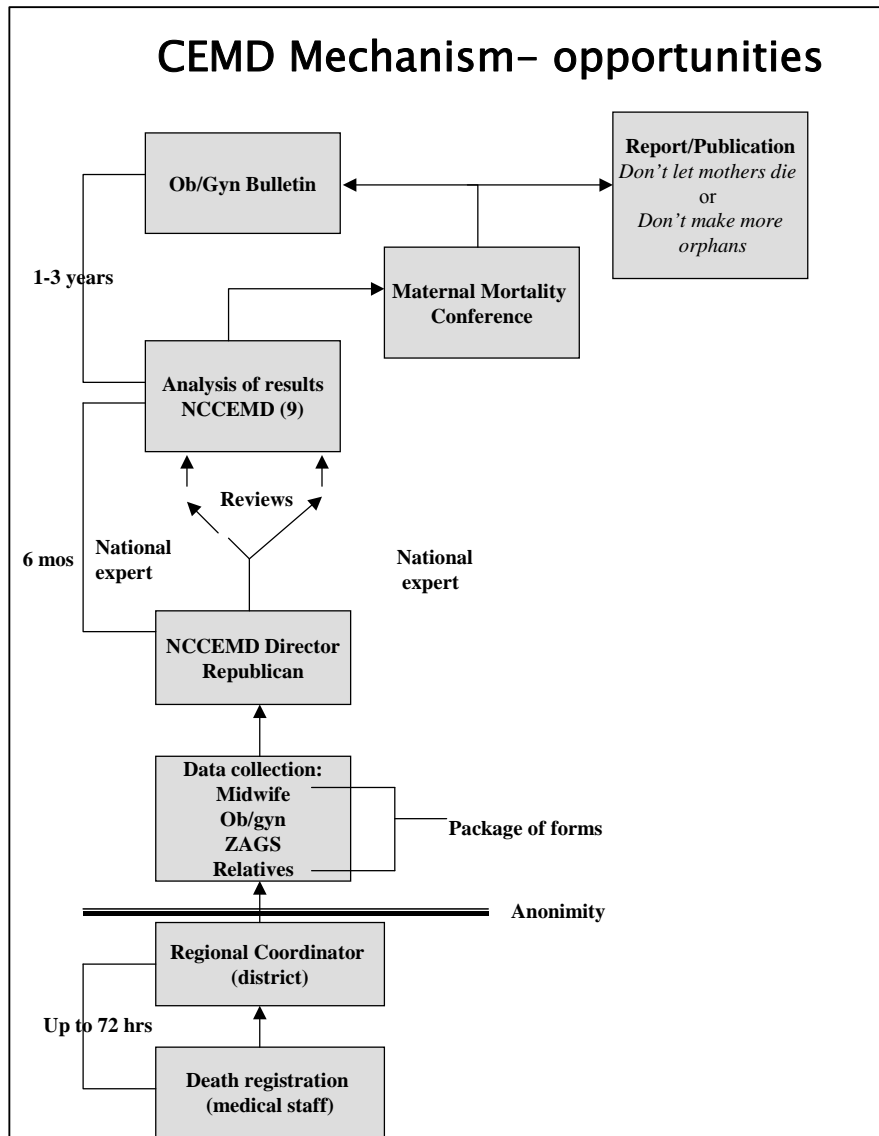 CEMD Mechanism– opportunities
Ob/Gyn Bulletin
Report/Publication
Don't let mothers die
or
Don't make more
orphans
1-3 years
Maternal Mortality
Conference
Analysis of results
NCCEMD (9)
Reviews
6 mos
National
expert
National
expert
NCCEMD Director
Republican
Data collection:
Midwife
Ob/gyn
ZAGS
Relatives
Package of forms
Anonimity
Regional Coordinator
(district)
Up to 72 hrs
Death registration
(medical staff)